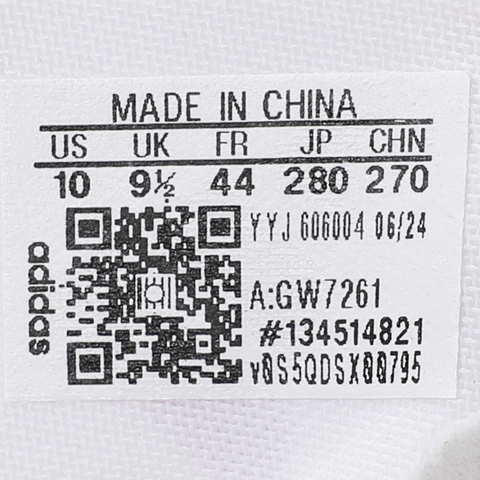 MADE IN CHINA
US UK FR JP CHN
10 9½ 44 280 270
YYJ 606004 06/24
adidas
A:GW7261
#134514821
v0S5QDSX00795